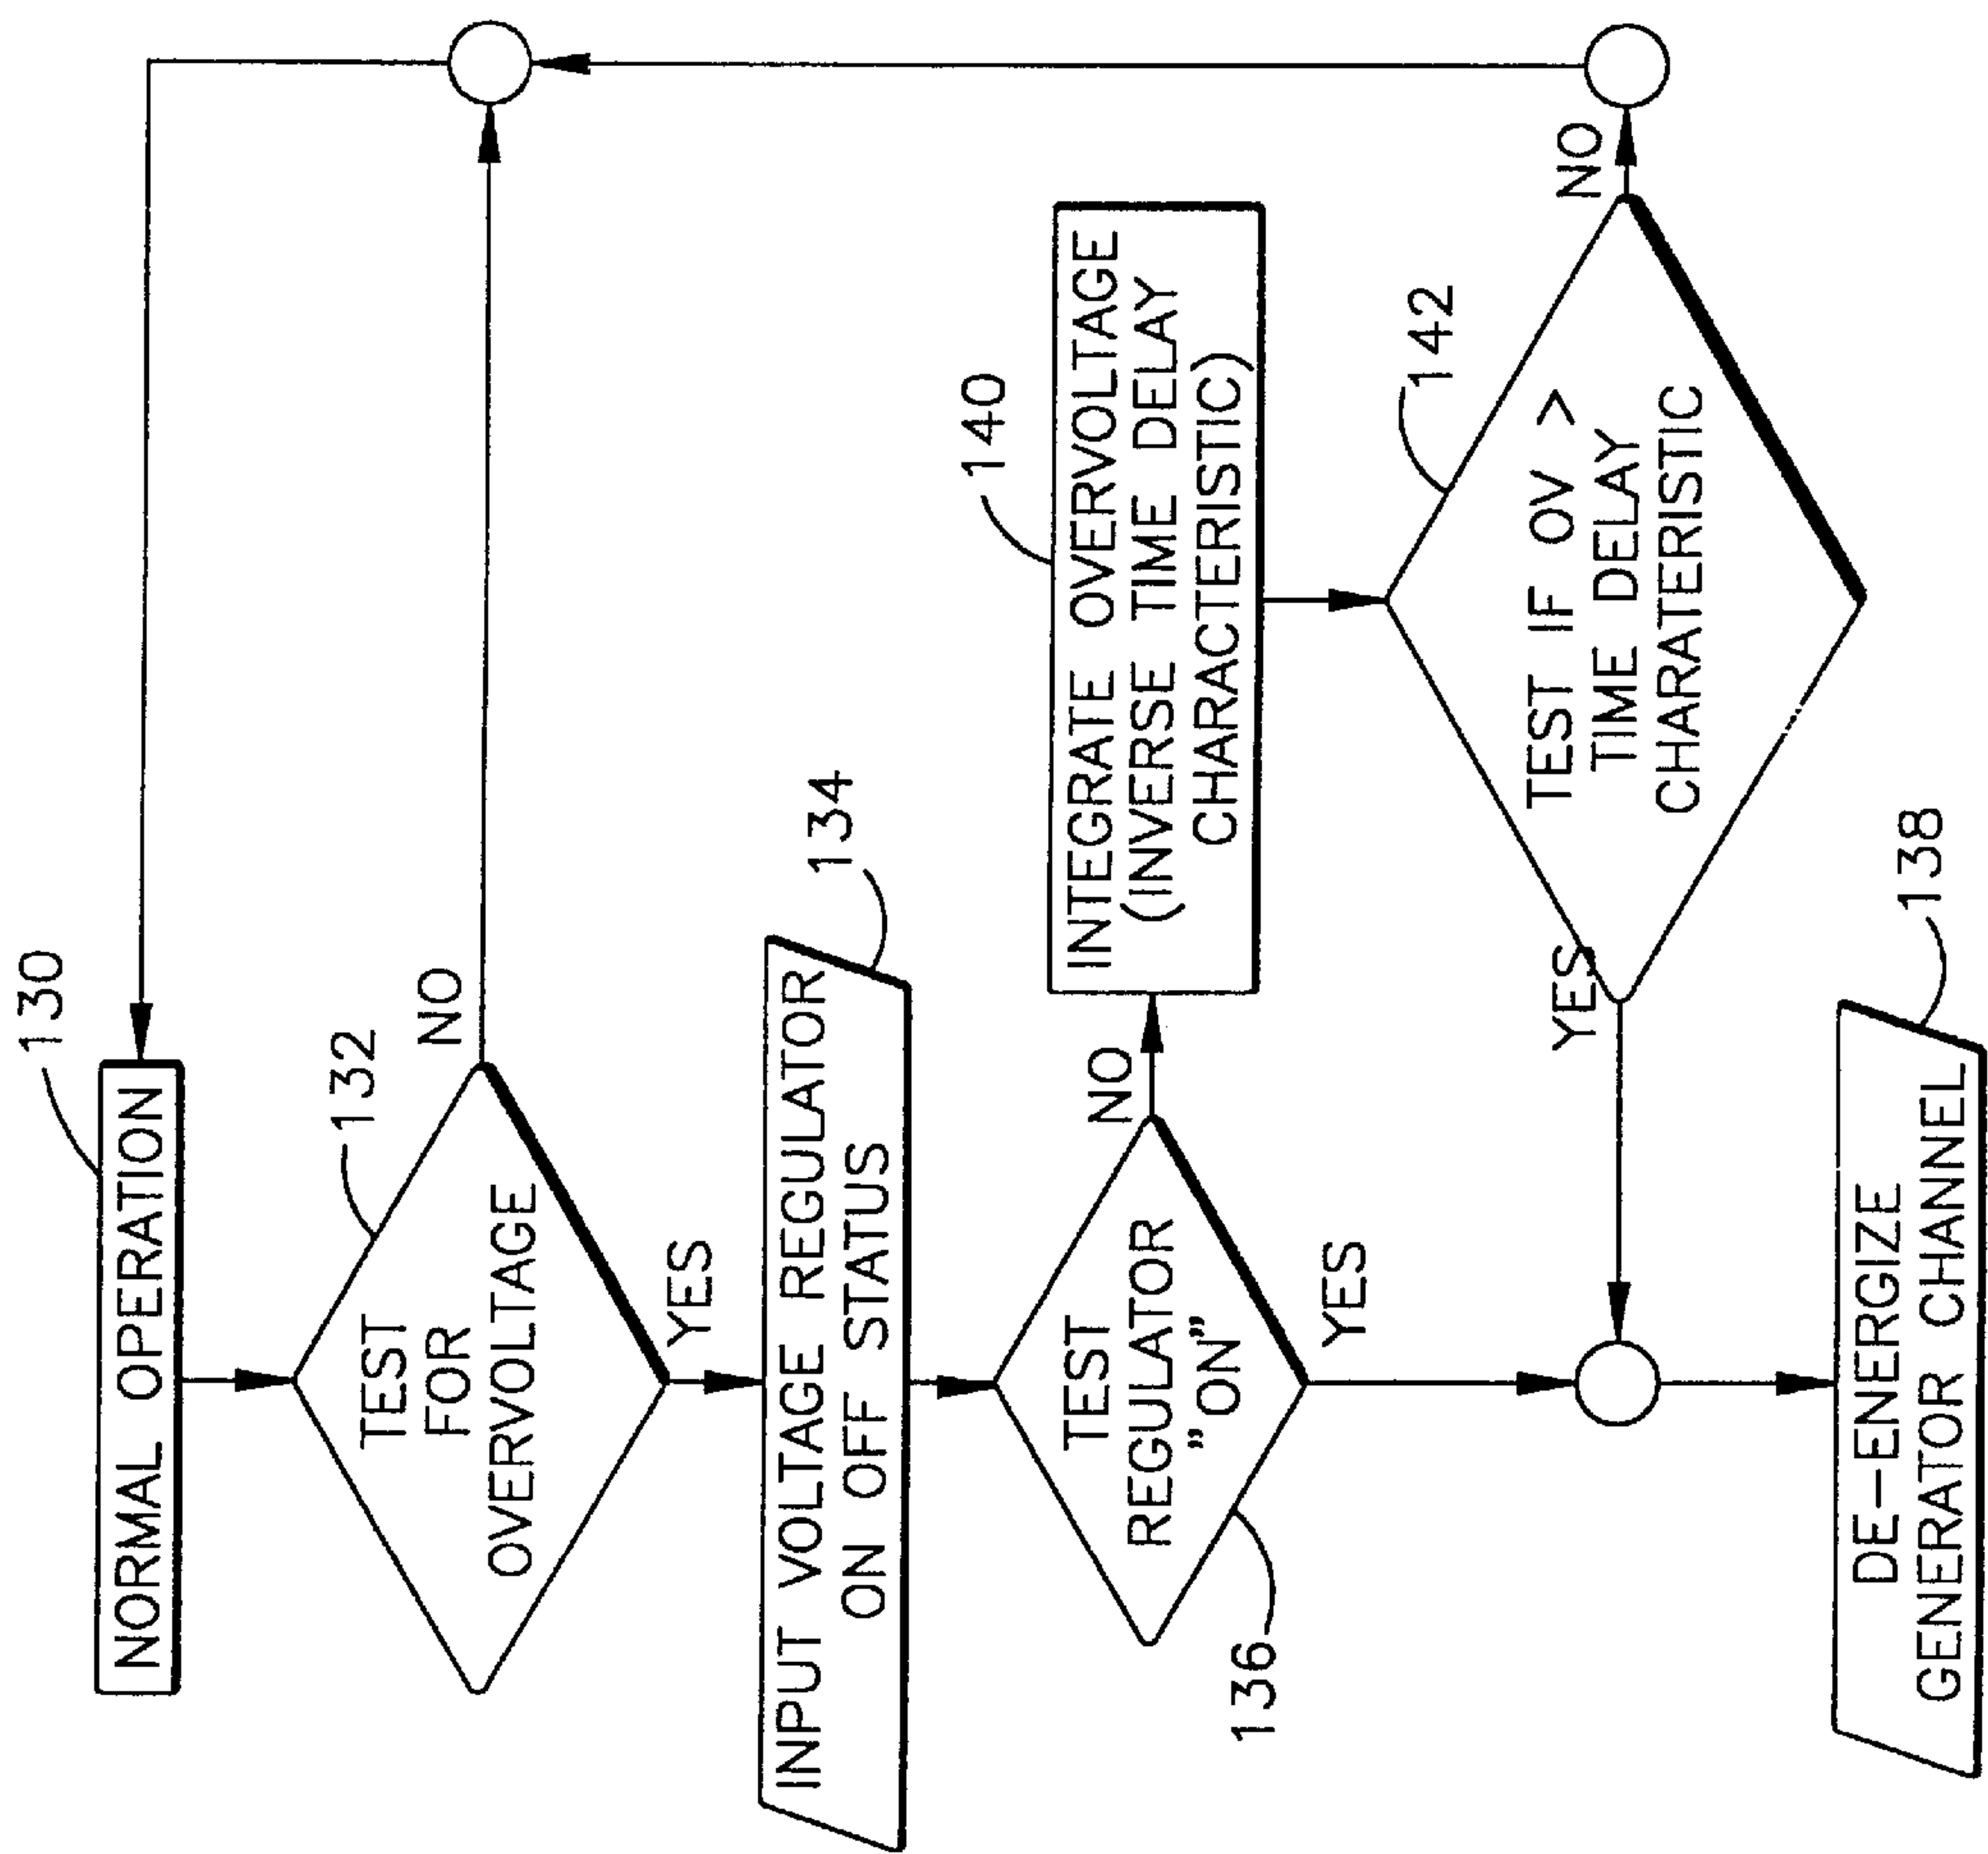 130
NORMAL OPERATION
132
TEST
FOR
OVERVOLTAGE
NO
YES
134
INPUT VOLTAGE REGULATOR
ON OFF STATUS
TEST
REGULATOR
"ON"
136
NO
YES
140
INTEGRATE OVERVOLTAGE
(INVERSE TIME DELAY
CHARACTERISTIC)
142
TEST IF OV >
TIME DELAY
CHARATERISTIC
NO
YES
138
DE-ENERGIZE
GENERATOR CHANNEL